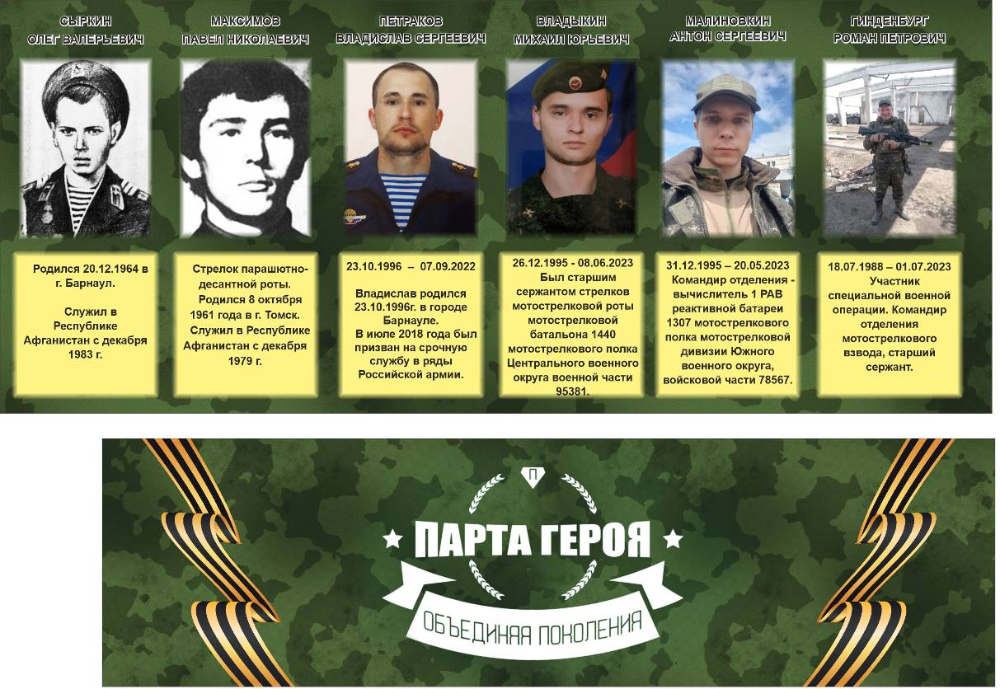 СЫРКИН
ОЛЕГ ВАЛЕРЬЕВИЧ
Родился 20.12.1964 в
г. Барнаул.
Служил в
Республике
Афганистан с декабря
1983 г.
МАКСИМОВ
ПАВЕЛ НИКОЛАЕВИЧ
Стрелок парашютно-
десантной роты.
Родился 8 октября
1961 года в г. Томск.
Служил в Республике
Афганистан с декабря
1979 г.
ПЕТРАКОВ
ВЛАДИСЛАВ СЕРГЕЕВИЧ
23.10.1996 – 07.09.2022
Владислав родился
23.10.1996г. в городе
Барнауле.
В июле 2018 года был
призван на срочную
службу в ряды
Российской армии.
ВЛАДЫКИН
МИХАИЛ ЮРЬЕВИЧ
26.12.1995 - 08.06.2023
Был старшим
сержантом стрелков
мотострелковой роты
мотострелковой
батальона 1440
мотострелкового полка
Центрального военного
округа военной части
95381.
МАЛИНОВКИН
АНТОН СЕРГЕЕВИЧ
31.12.1995 – 20.05.2023
Командир отделения -
вычислитель 1 РАВ
реактивной батареи
1307 мотострелкового
полка мотострелковой
дивизии Южного
военного округа,
войсковой части 78567.
ГИНДЕНБУРГ
РОМАН ПЕТРОВИЧ
18.07.1988 – 01.07.2023
Участник
специальной военной
операции. Командир
отделения
мотострелкового
взвода, старший
сержант.
П
ПАРТА ГЕРОЯ
ОБЪЕДИНЯЯ ПОКОЛЕНИЯ